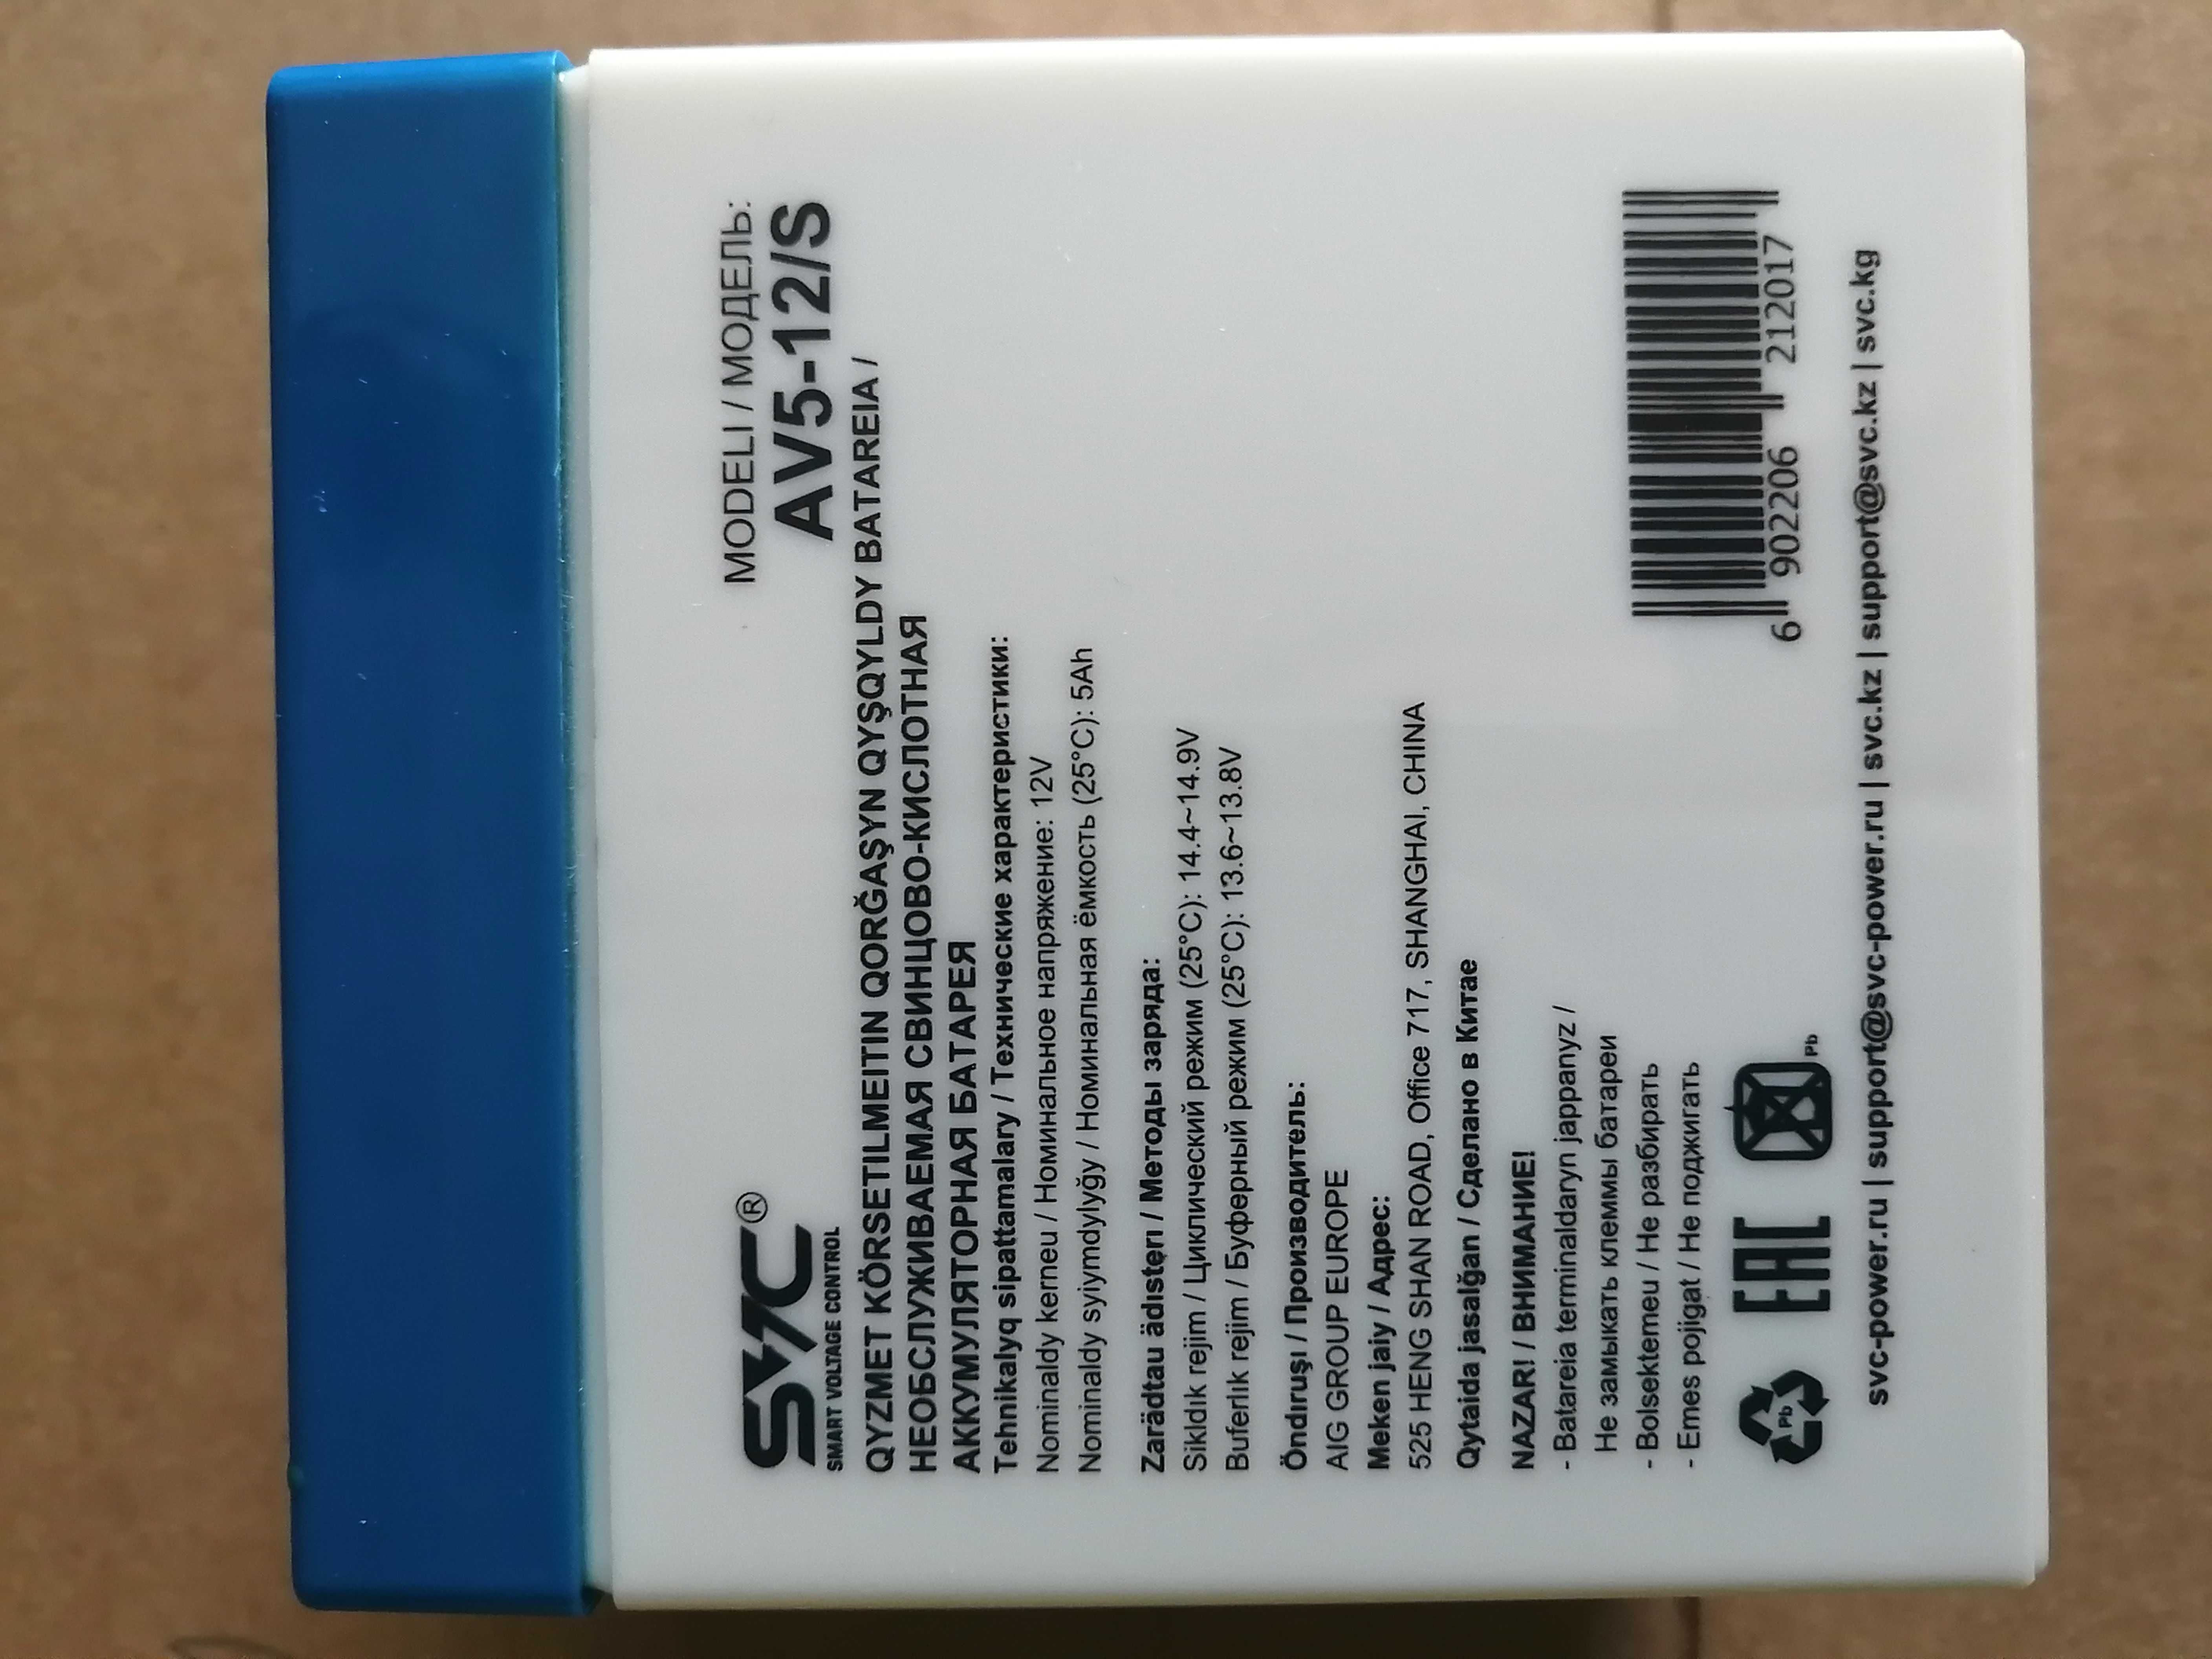 SVC®
SMART VOLTAGE CONTROL
MODELI / МОДЕЛЬ:
AV5-12/S
QYZMET KÖRSETILMEITIN QORĞAŞYN QYŞQYLDY BATAREIA /
НЕОБСЛУЖИВАЕМАЯ СВИНЦОВО-КИСЛОТНАЯ
АККУМУЛЯТОРНАЯ БАТАРЕЯ
Tehnikalyq sipattamalary / Технические характеристики:
Nominaldy kerneu / Номинальное напряжение: 12V
Nominaldy syiymdylyğy / Номинальная ёмкость (25°C): 5Ah
Zarädtau ädısterı / Методы заряда:
Sikldık rejim / Циклический режим (25°C): 14.4~14.9V
Buferlık rejim / Буферный режим (25°C): 13.6~13.8V
Öndıruşı / Производитель:
AIG GROUP EUROPE
Meken jaiy / Адрес:
525 HENG SHAN ROAD, Office 717, SHANGHAI, CHINA
Qytaida jasalğan / Сделано в Китае
NAZAR! / ВНИМАНИЕ!
- Batareia terminaldaryn jappanyz /
Не замыкать клеммы батареи
- Bolsektemeu / Не разбирать
- Emes pojigat / Не поджигать
Pb EAC Pb
6 902206 212017
svc-power.ru | support@svc-power.ru | svc.kz | support@svc.kz | svc.kg